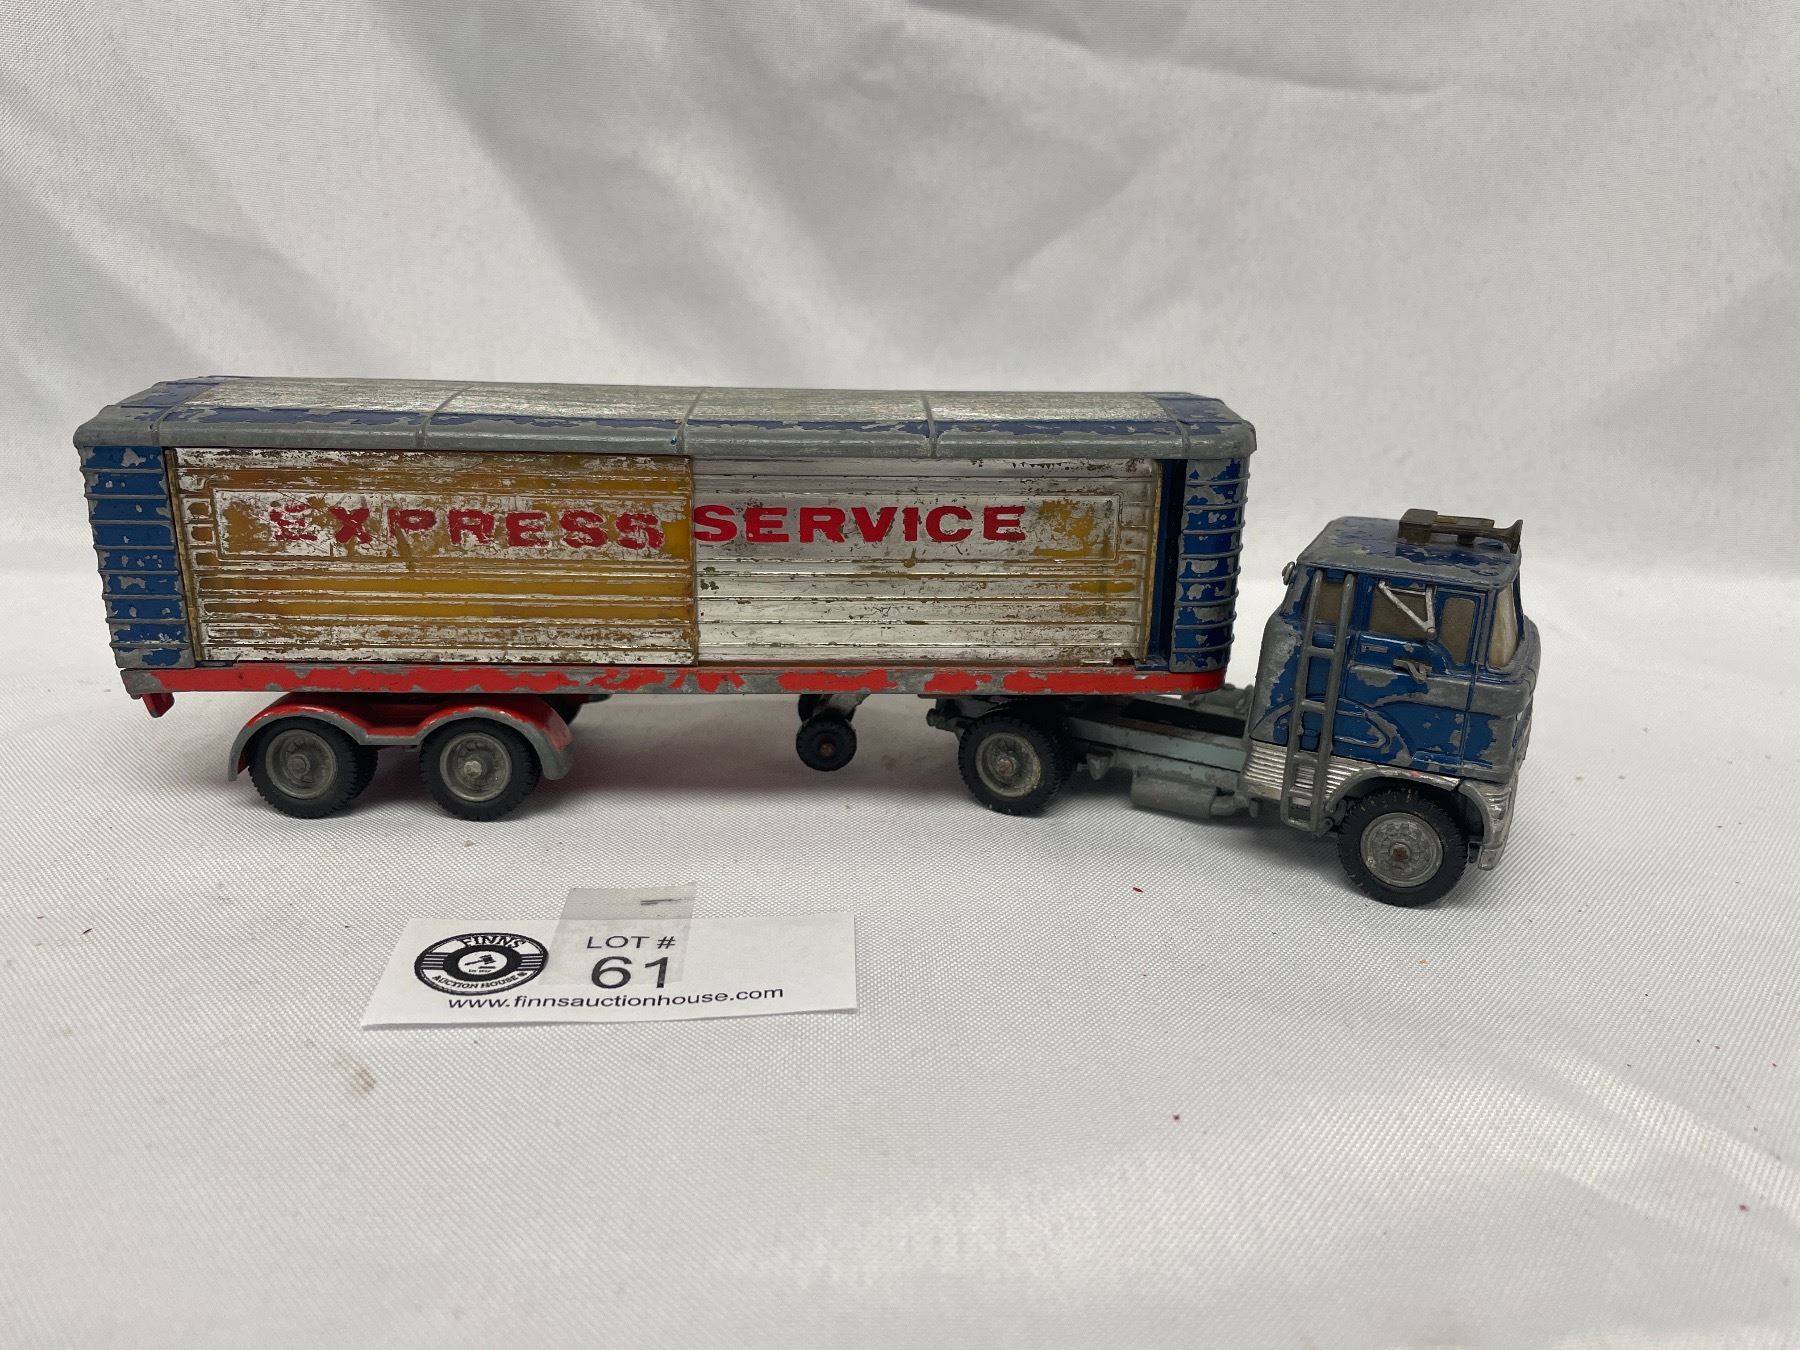 EXPRESS SERVICE
FINNS
AUCTION HOUSE
LOT #
61
www.finnsauctionhouse.com